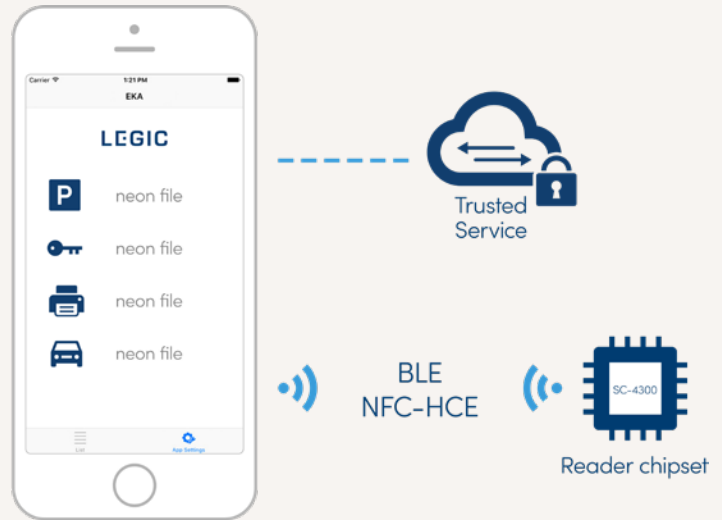 Carrier
1:21 PM
EKA
LEGIC
P
neon file
neon file
neon file
neon file
List
App Settings
Trusted
Service
BLE
NFC-HCE
SC-4300
Reader chipset